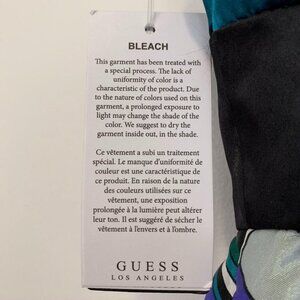 BLEACH
This garment has been treated with
a special process. The lack of
uniformity of color is a
characteristic of the product. Due
to the nature of colors used on this
garment, a prolonged exposure to
light may change the shade of the
color. We suggest to dry the
garment inside out, in the shade.
Ce vêtement a subi un traitement
spécial. Le manque d'uniformité de
couleur est une caractéristique de
ce produit. En raison de la nature
des couleurs utilisées sur ce
vêtement, une exposition
prolongée à la lumière peut altérer
leur ton. Il est suggéré de sécher le
vêtement à l'envers et à l'ombre.
GUESS
LOS ANGELES